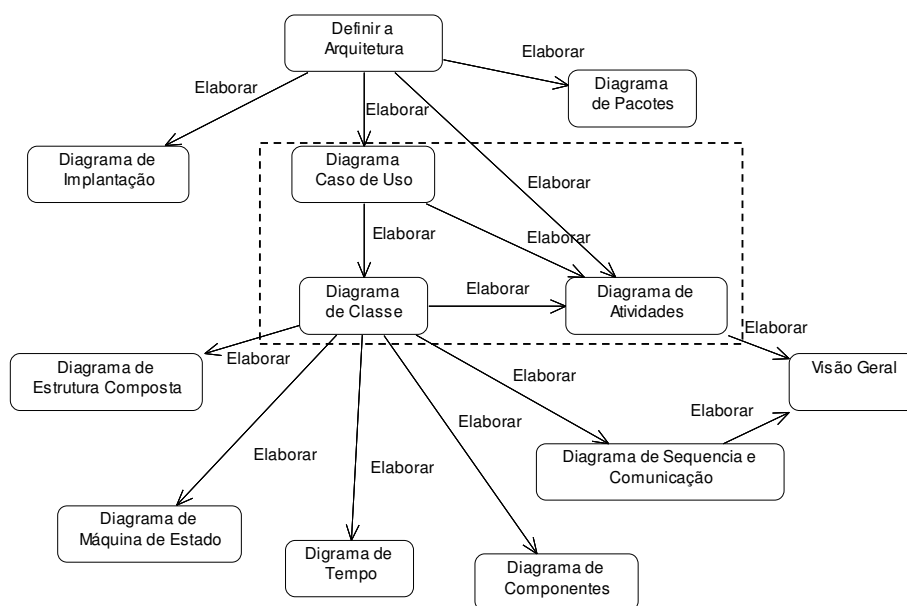 Definir a
Arquitetura
Elaborar
Elaborar
Diagrama
de Pacotes
Elaborar
Diagrama de
Implantação
Diagrama
Caso de Uso
Elaborar
Elaborar
Elaborar
Diagrama
de Classe
Elaborar
Diagrama de
Atividades
Elaborar
Diagrama de
Estrutura Composta
Elaborar
Elaborar
Visão Geral
Elaborar
Elaborar
Elaborar
Elaborar
Diagrama de Sequencia e
Comunicação
Diagrama de
Máquina de Estado
Digrama de
Tempo
Diagrama de
Componentes